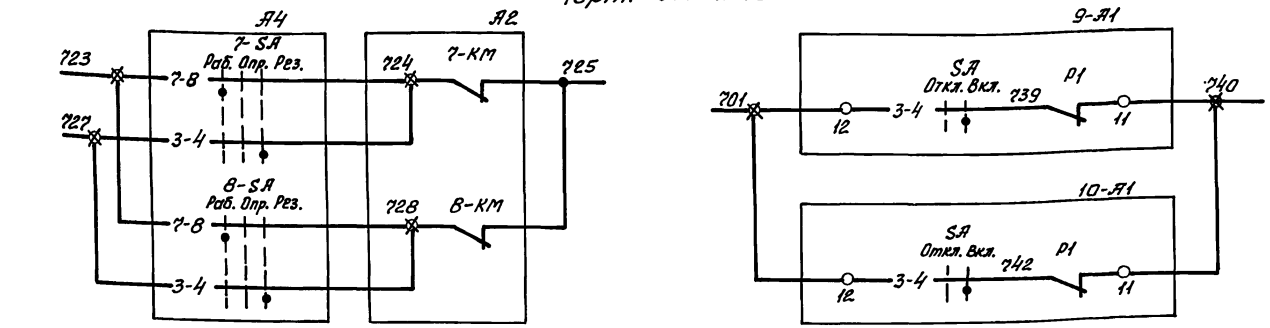 А4
А2
7-SA
Раб. Опр. Рез.
7-КМ
723
7-8
724
725
727
3-4
8-SA
Раб. Опр. Рез.
728
8-КМ
7-8
3-4
9-А1
SA
Откл. Вкл.
Р1
701
740
12
3-4
739
11
10-А1
SA
Откл. Вкл.
Р1
742
12
3-4
11